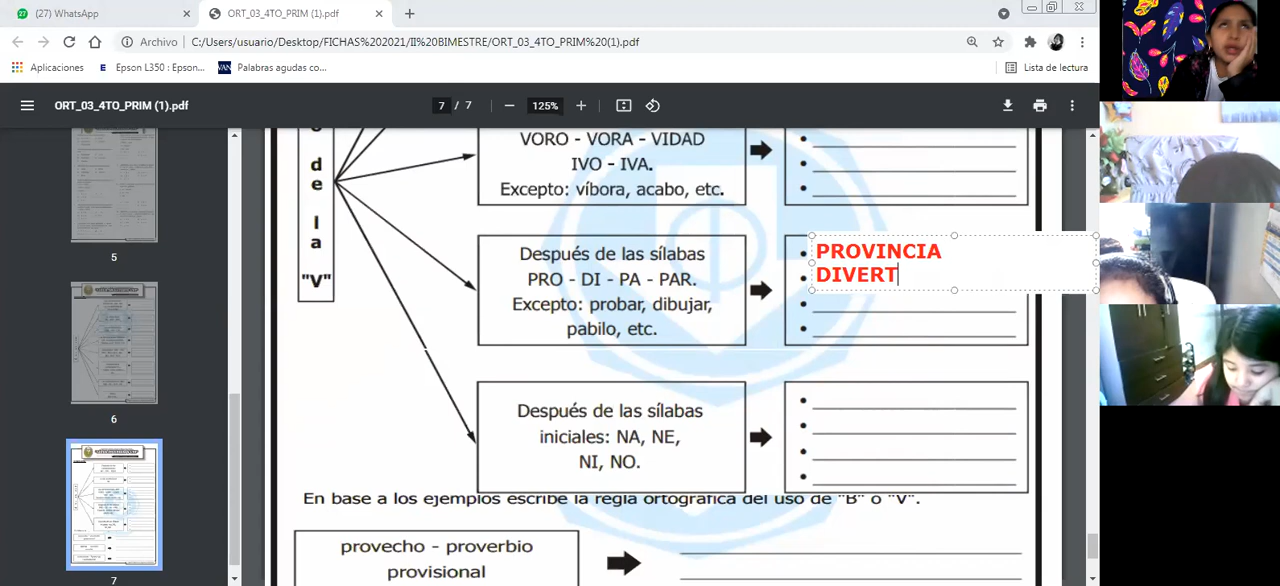 (27) WhatsApp
ORT_03_4TO_PRIM (1).pdf
Archivo
C:/Users/usuario/Desktop/FICHAS%202021/II%20BIMESTRE/ORT_03_4TO_PRIM%20(1).pdf
Aplicaciones
Epson L350 : Epson...
Palabras agudas co...
Lista de lectura
ORT_03_4TO_PRIM (1).pdf
7 / 7
125%
5
6
7
d
e
l
a
"V"
VORO - VORA - VIDAD
IVO - IVA.
Excepto: víbora, acabo, etc.
Después de las sílabas
PRO - DI - PA - PAR.
Excepto: probar, dibujar,
pabilo, etc.
PROVINCIA
DIVERT
Después de las sílabas
iniciales: NA, NE,
NI, NO.
En base a los ejemplos escribe la regla ortográfica del uso de "B" o "V".
provecho - proverbio
provisional